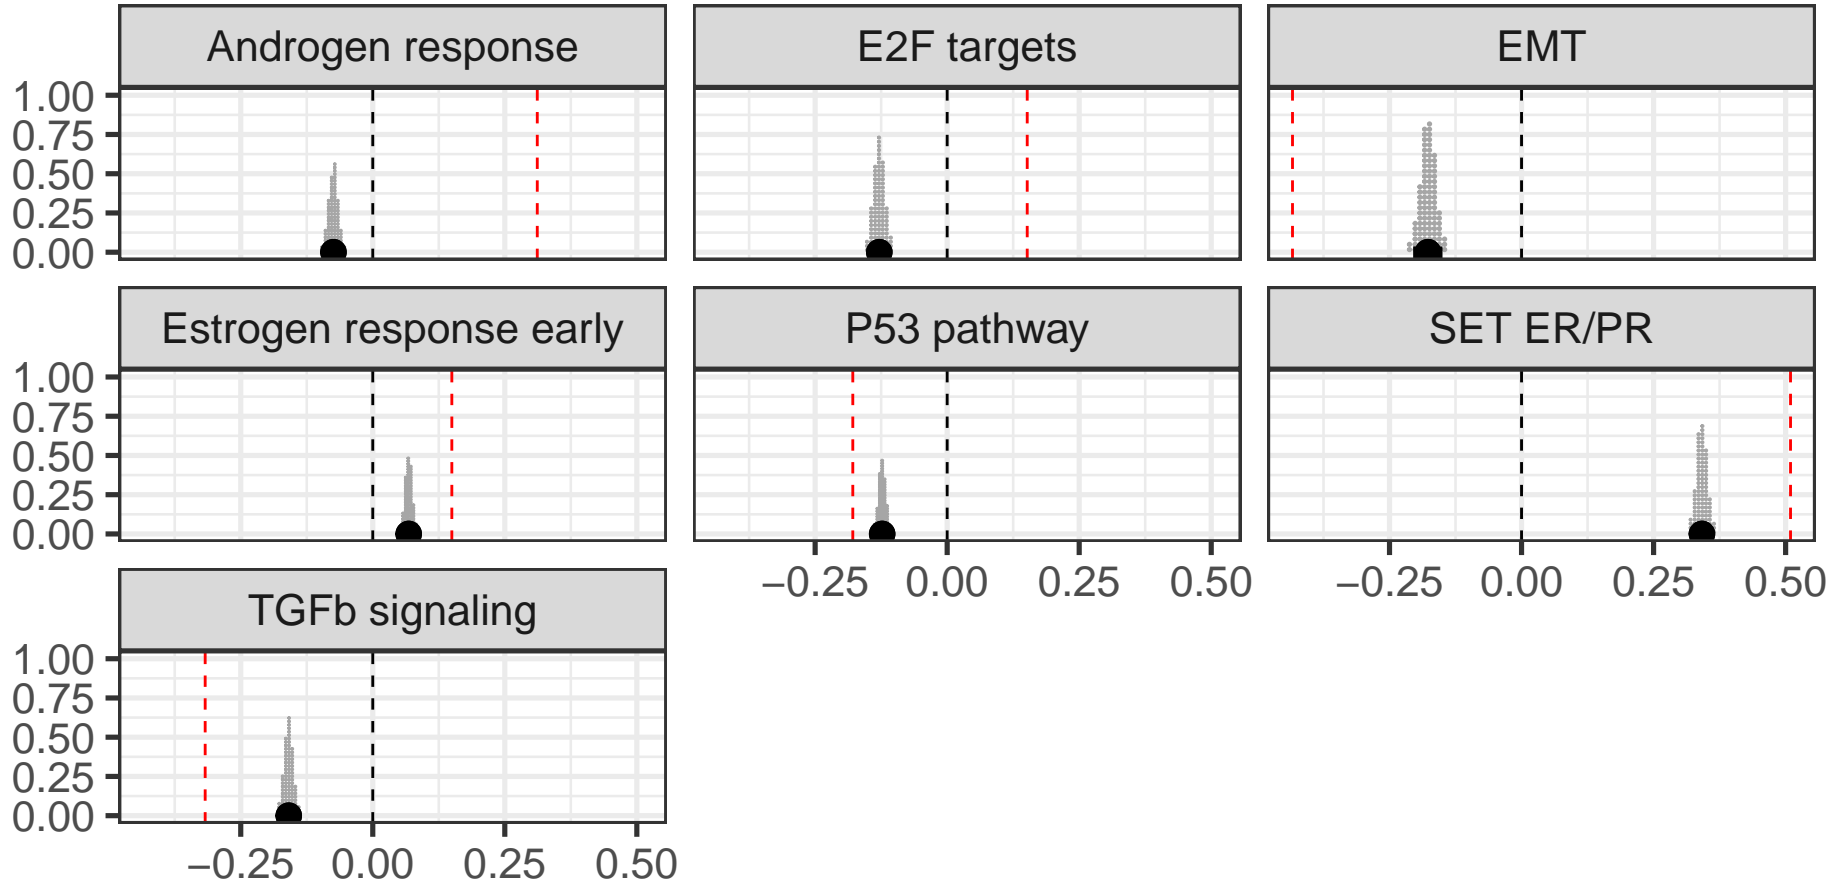 Androgen response
E2F targets
EMT
1.00
0.75
0.50
0.25
0.00
Estrogen response early
P53 pathway
SET ER/PR
1.00
0.75
0.50
0.25
0.00
−0.25 0.00 0.25 0.50
−0.25 0.00 0.25 0.50
TGFb signaling
1.00
0.75
0.50
0.25
0.00
−0.25 0.00 0.25 0.50